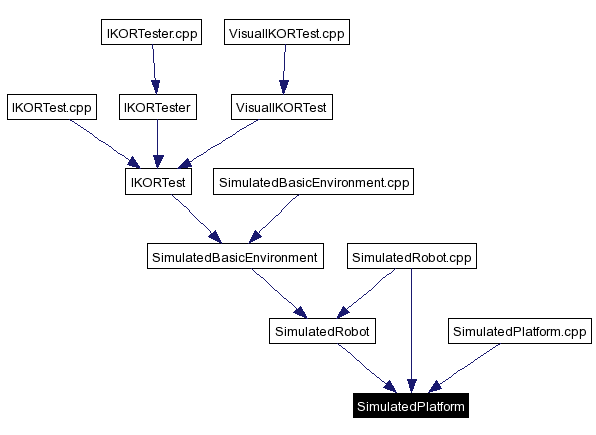 IKORTester.cpp
VisualIKORTest.cpp
IKORTest.cpp
IKORTester
VisualIKORTest
IKORTest
SimulatedBasicEnvironment.cpp
SimulatedBasicEnvironment
SimulatedRobot.cpp
SimulatedRobot
SimulatedPlatform.cpp
SimulatedPlatform